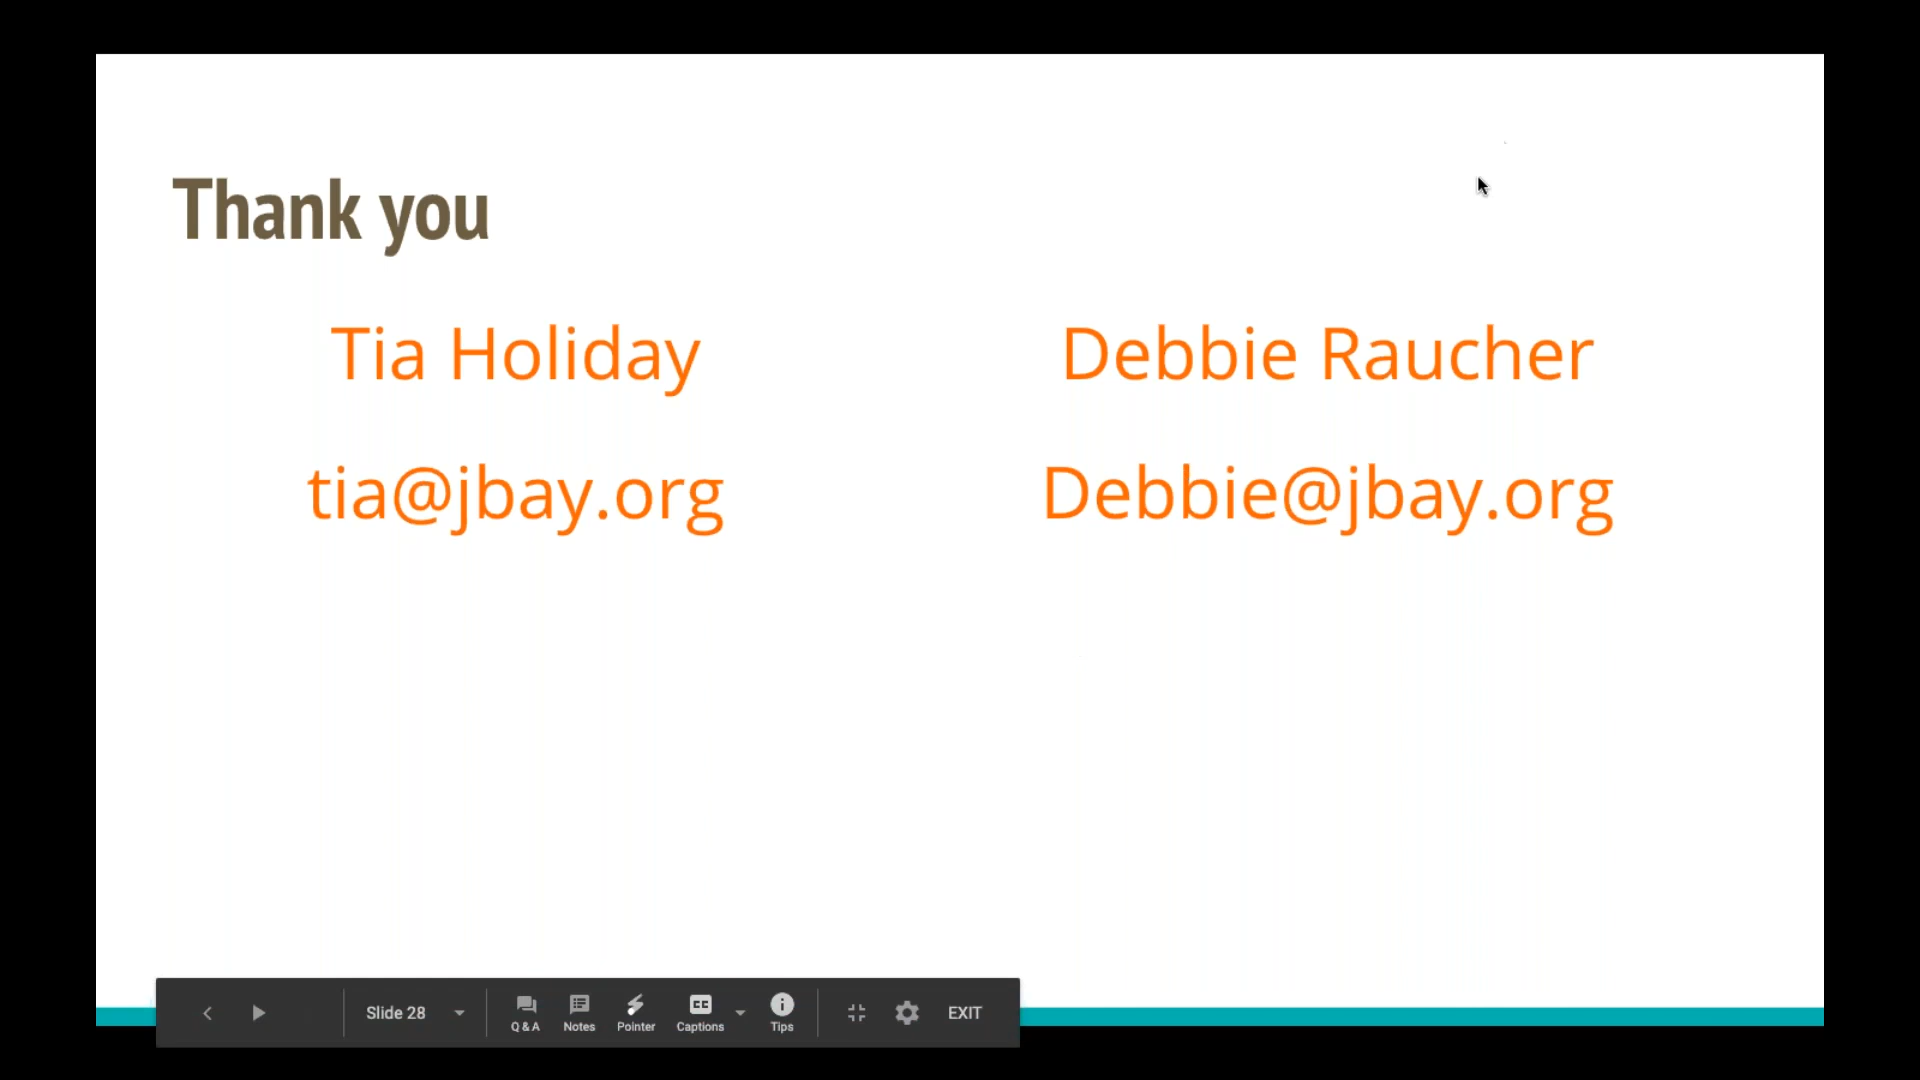 Thank you
Tia Holiday
tia@jbay.org
Debbie Raucher
Debbie@jbay.org
Slide 28
Q & A
Notes
Pointer
CC
Captions
Tips
EXIT